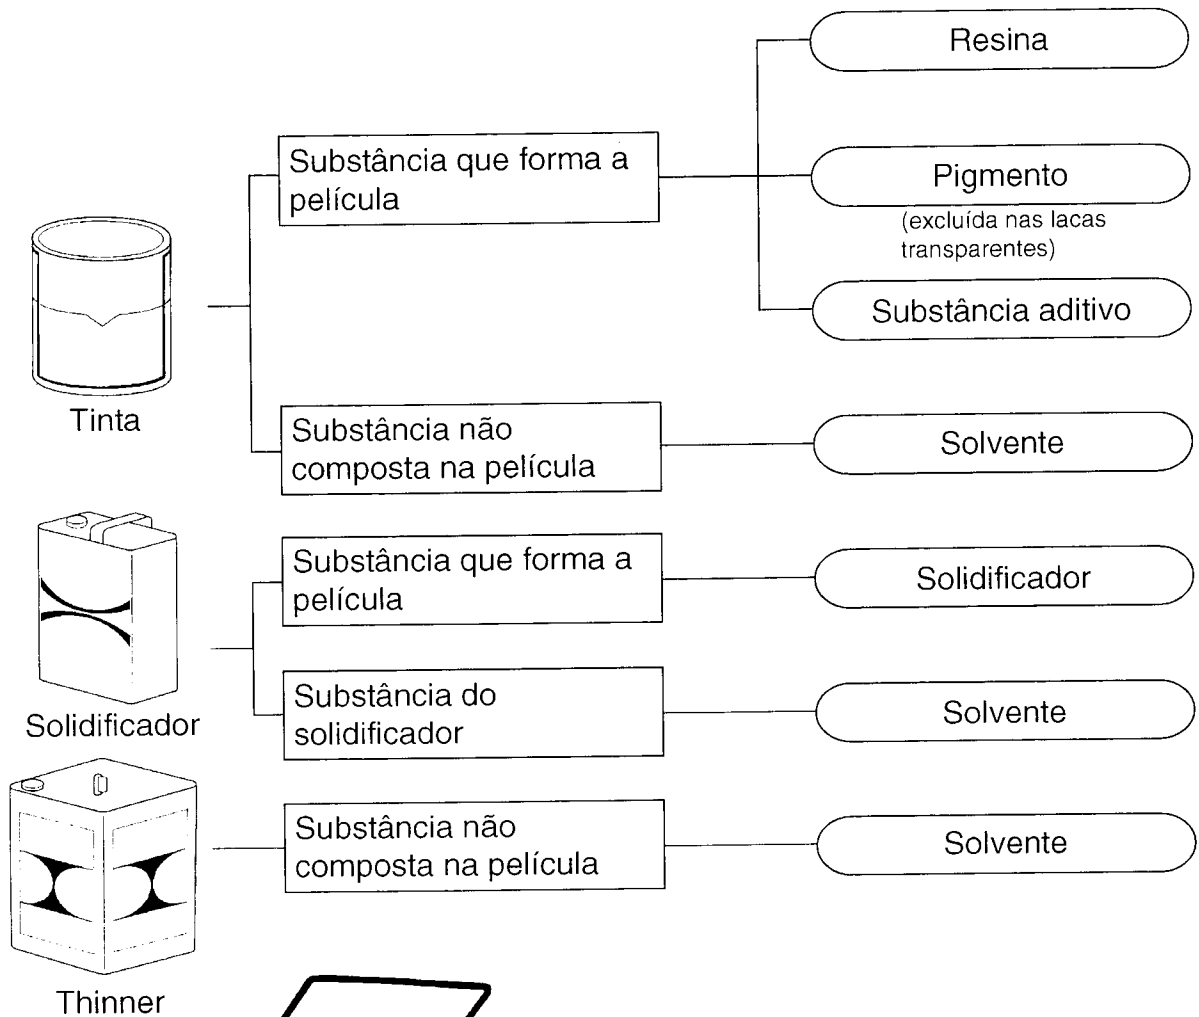 Resina
Substância que forma a
película
Pigmento
(excluída nas lacas
transparentes)
Substância aditivo
Tinta
Substância não
composta na película
Solvente
Substância que forma a
película
Solidificador
Solidificador
Substância do
solidificador
Solvente
Substância não
composta na película
Solvente
Thinner